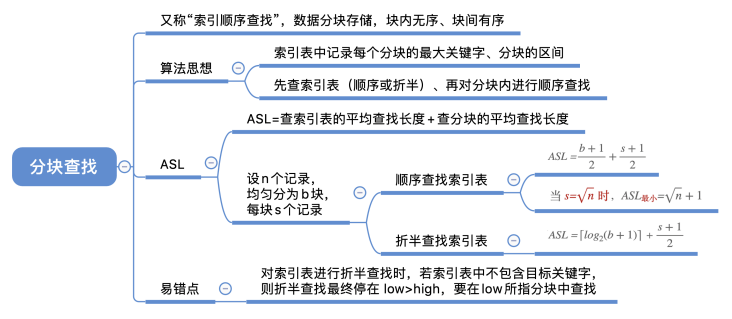 分块查找
又称“索引顺序查找”，数据分块存储，块内无序、块间有序
算法思想
索引表中记录每个分块的最大关键字、分块的区间
先查索引表（顺序或折半）、再对分块内进行顺序查找
ASL
ASL=查索引表的平均查找长度+查分块的平均查找长度
设n个记录，
均匀分为b块，
每块s个记录
顺序查找索引表
ASL=\frac{b+1}{2}+\frac{s+1}{2}
当 s=√n 时，ASL最小=√n+1
折半查找索引表
ASL=⌈log₂(b+1)⌉+\frac{s+1}{2}
易错点
对索引表进行折半查找时，若索引表中不包含目标关键字，
则折半查找最终停在 low>high，要在low所指分块中查找